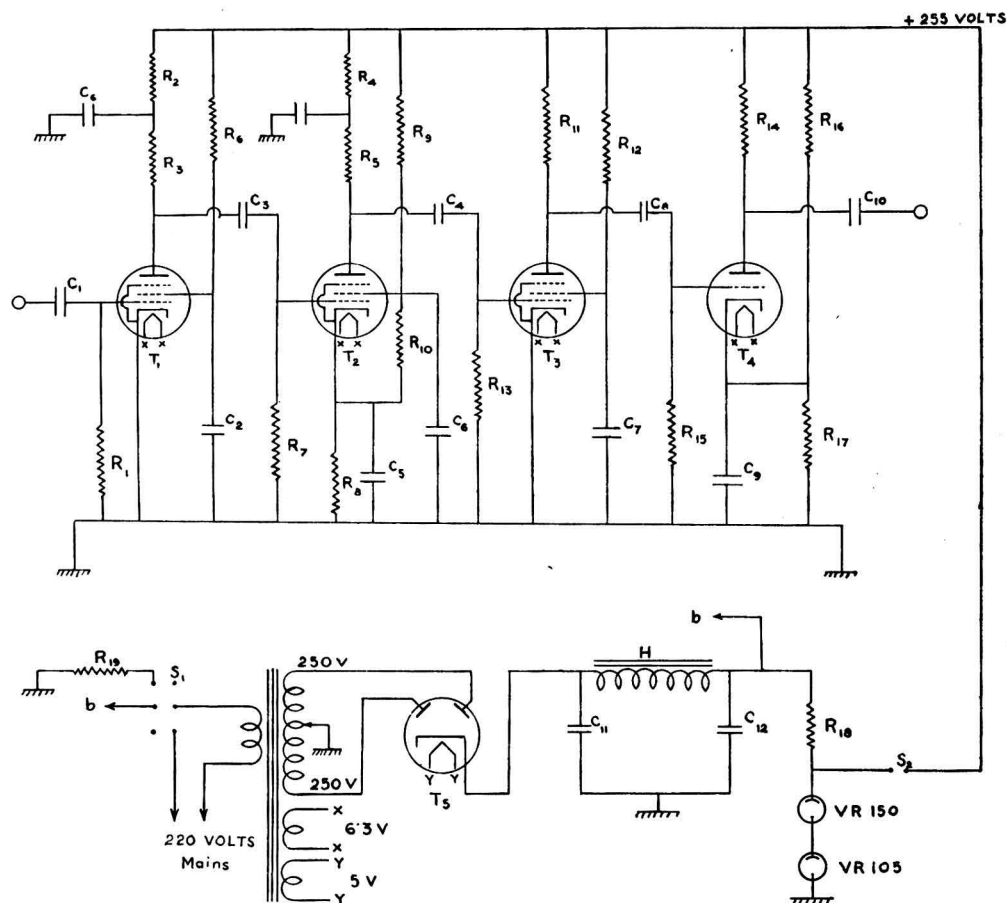 + 255 VOLTS
R2
R4
C6
R6
R9
R11
R14
R16
R12
R3
R5
C3
C4
C8
C10
C1
T1
T2
T3
T4
R10
R13
R1
C2
R7
R8
C5
C6
C7
R15
C9
R17
b
R19
S1
b
250 V
H
C11
C12
R18
S2
250 V
Y Y
T5
X
6.3 V
X
Y
5 V
Y
220 VOLTS
Mains
VR 150
VR 105